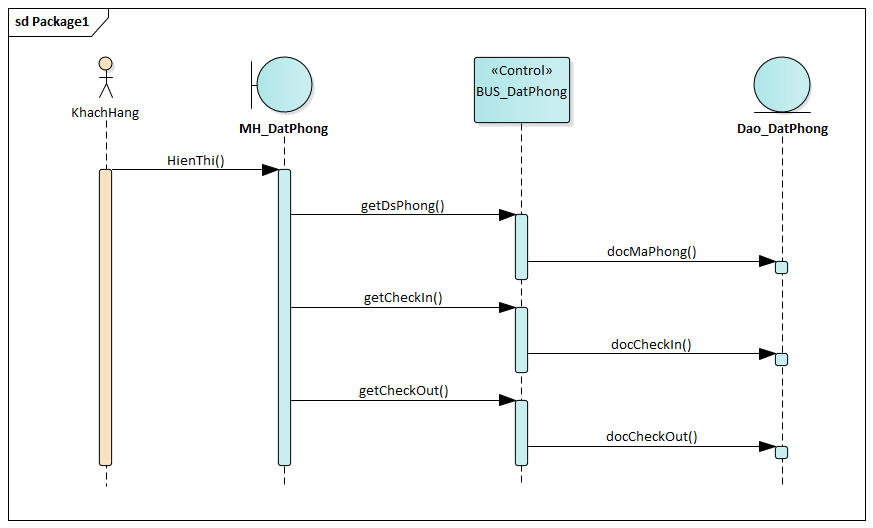 sd Package1
«Control»
BUS_DatPhong
KhachHang
MH_DatPhong
Dao_DatPhong
HienThi()
getDsPhong()
docMaPhong()
getCheckIn()
docCheckIn()
getCheckOut()
docCheckOut()